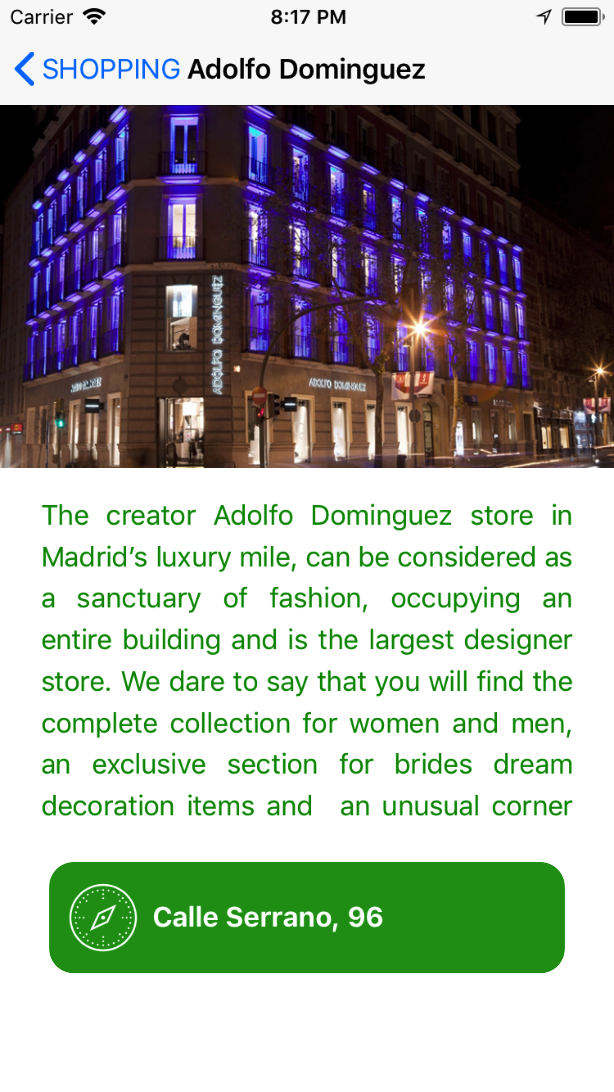 Carrier
8:17 PM
SHOPPING Adolfo Dominguez
ADOLFO DOMINGUEZ
ADOLFO DOMINGUEZ
The creator Adolfo Dominguez store in
Madrid’s luxury mile, can be considered as
a sanctuary of fashion, occupying an
entire building and is the largest designer
store. We dare to say that you will find the
complete collection for women and men,
an exclusive section for brides dream
decoration items and an unusual corner
Calle Serrano, 96